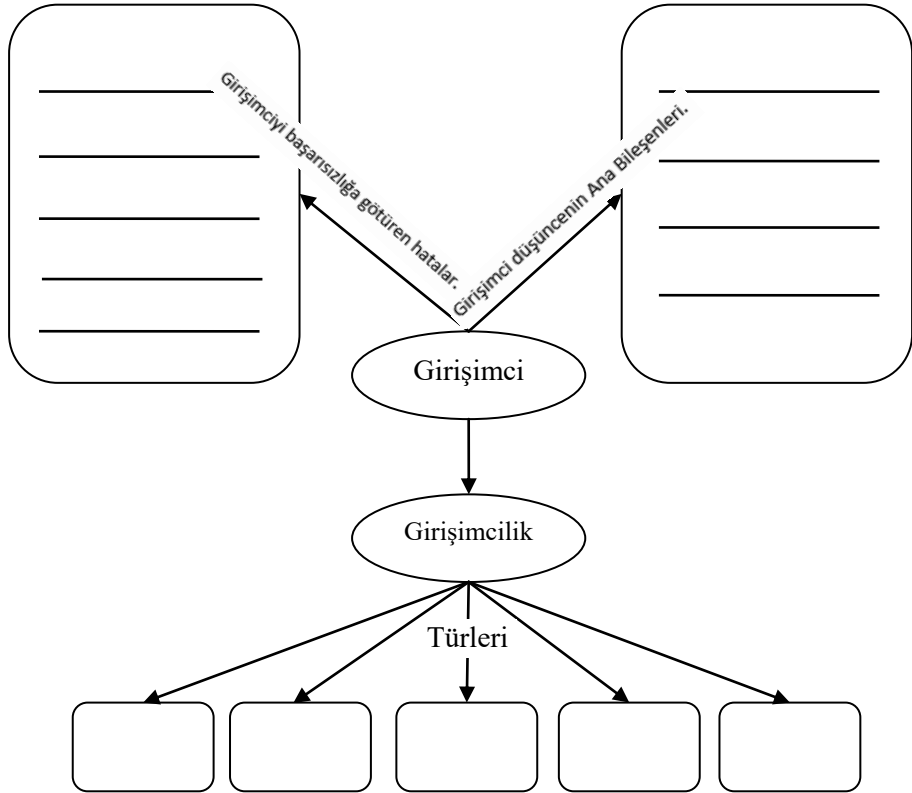 Girişimciyi başarısızlığa götüren hatalar.
Girişimci düşüncenin Ana Bileşenleri.
Girişimci
Girişimcilik
Türleri